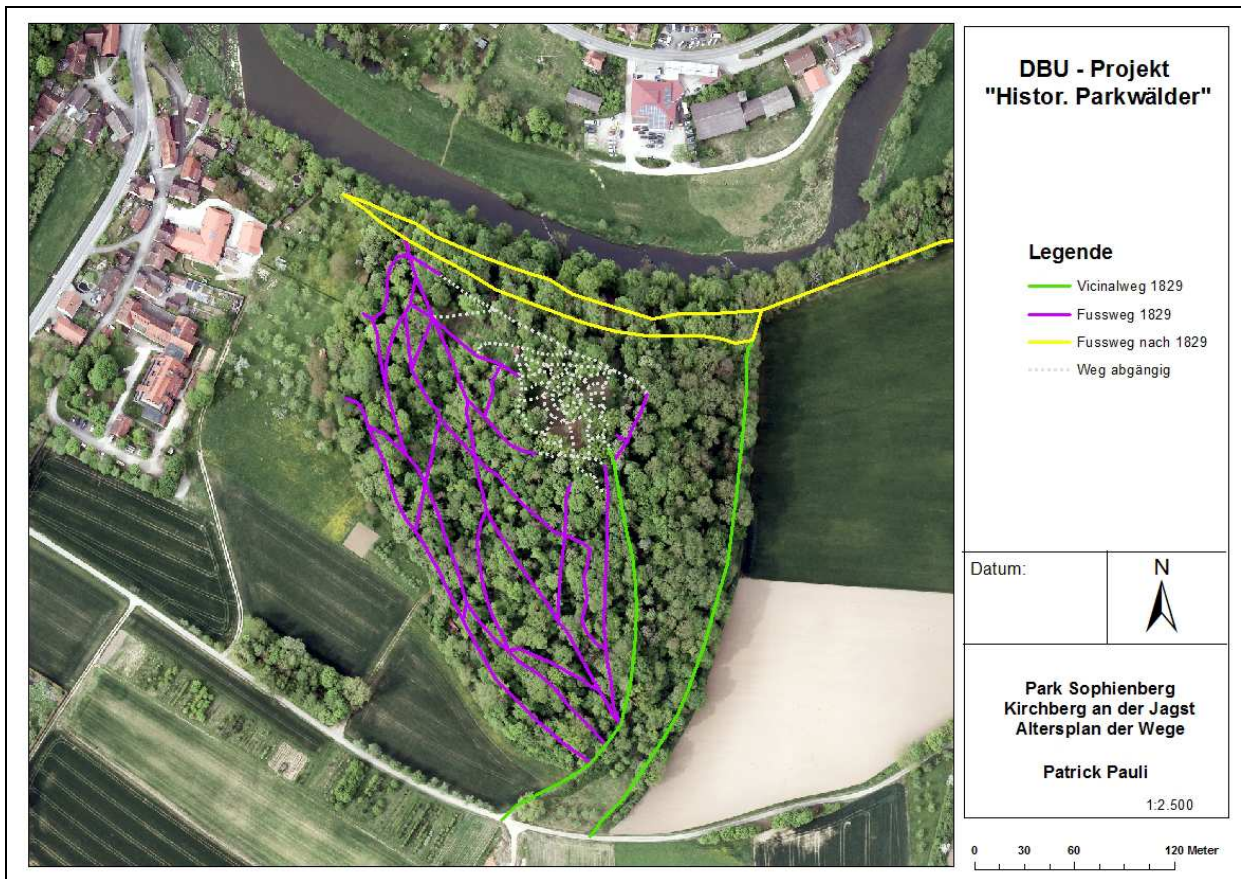 DBU - Projekt
"Histor. Parkwälder"
Legende
Vicinalweg 1829
Fussweg 1829
Fussweg nach 1829
Weg abgängig
Datum:
N
Park Sophienberg
Kirchberg an der Jagst
Altersplan der Wege
Patrick Pauli
1:2.500
0 30 60 120 Meter